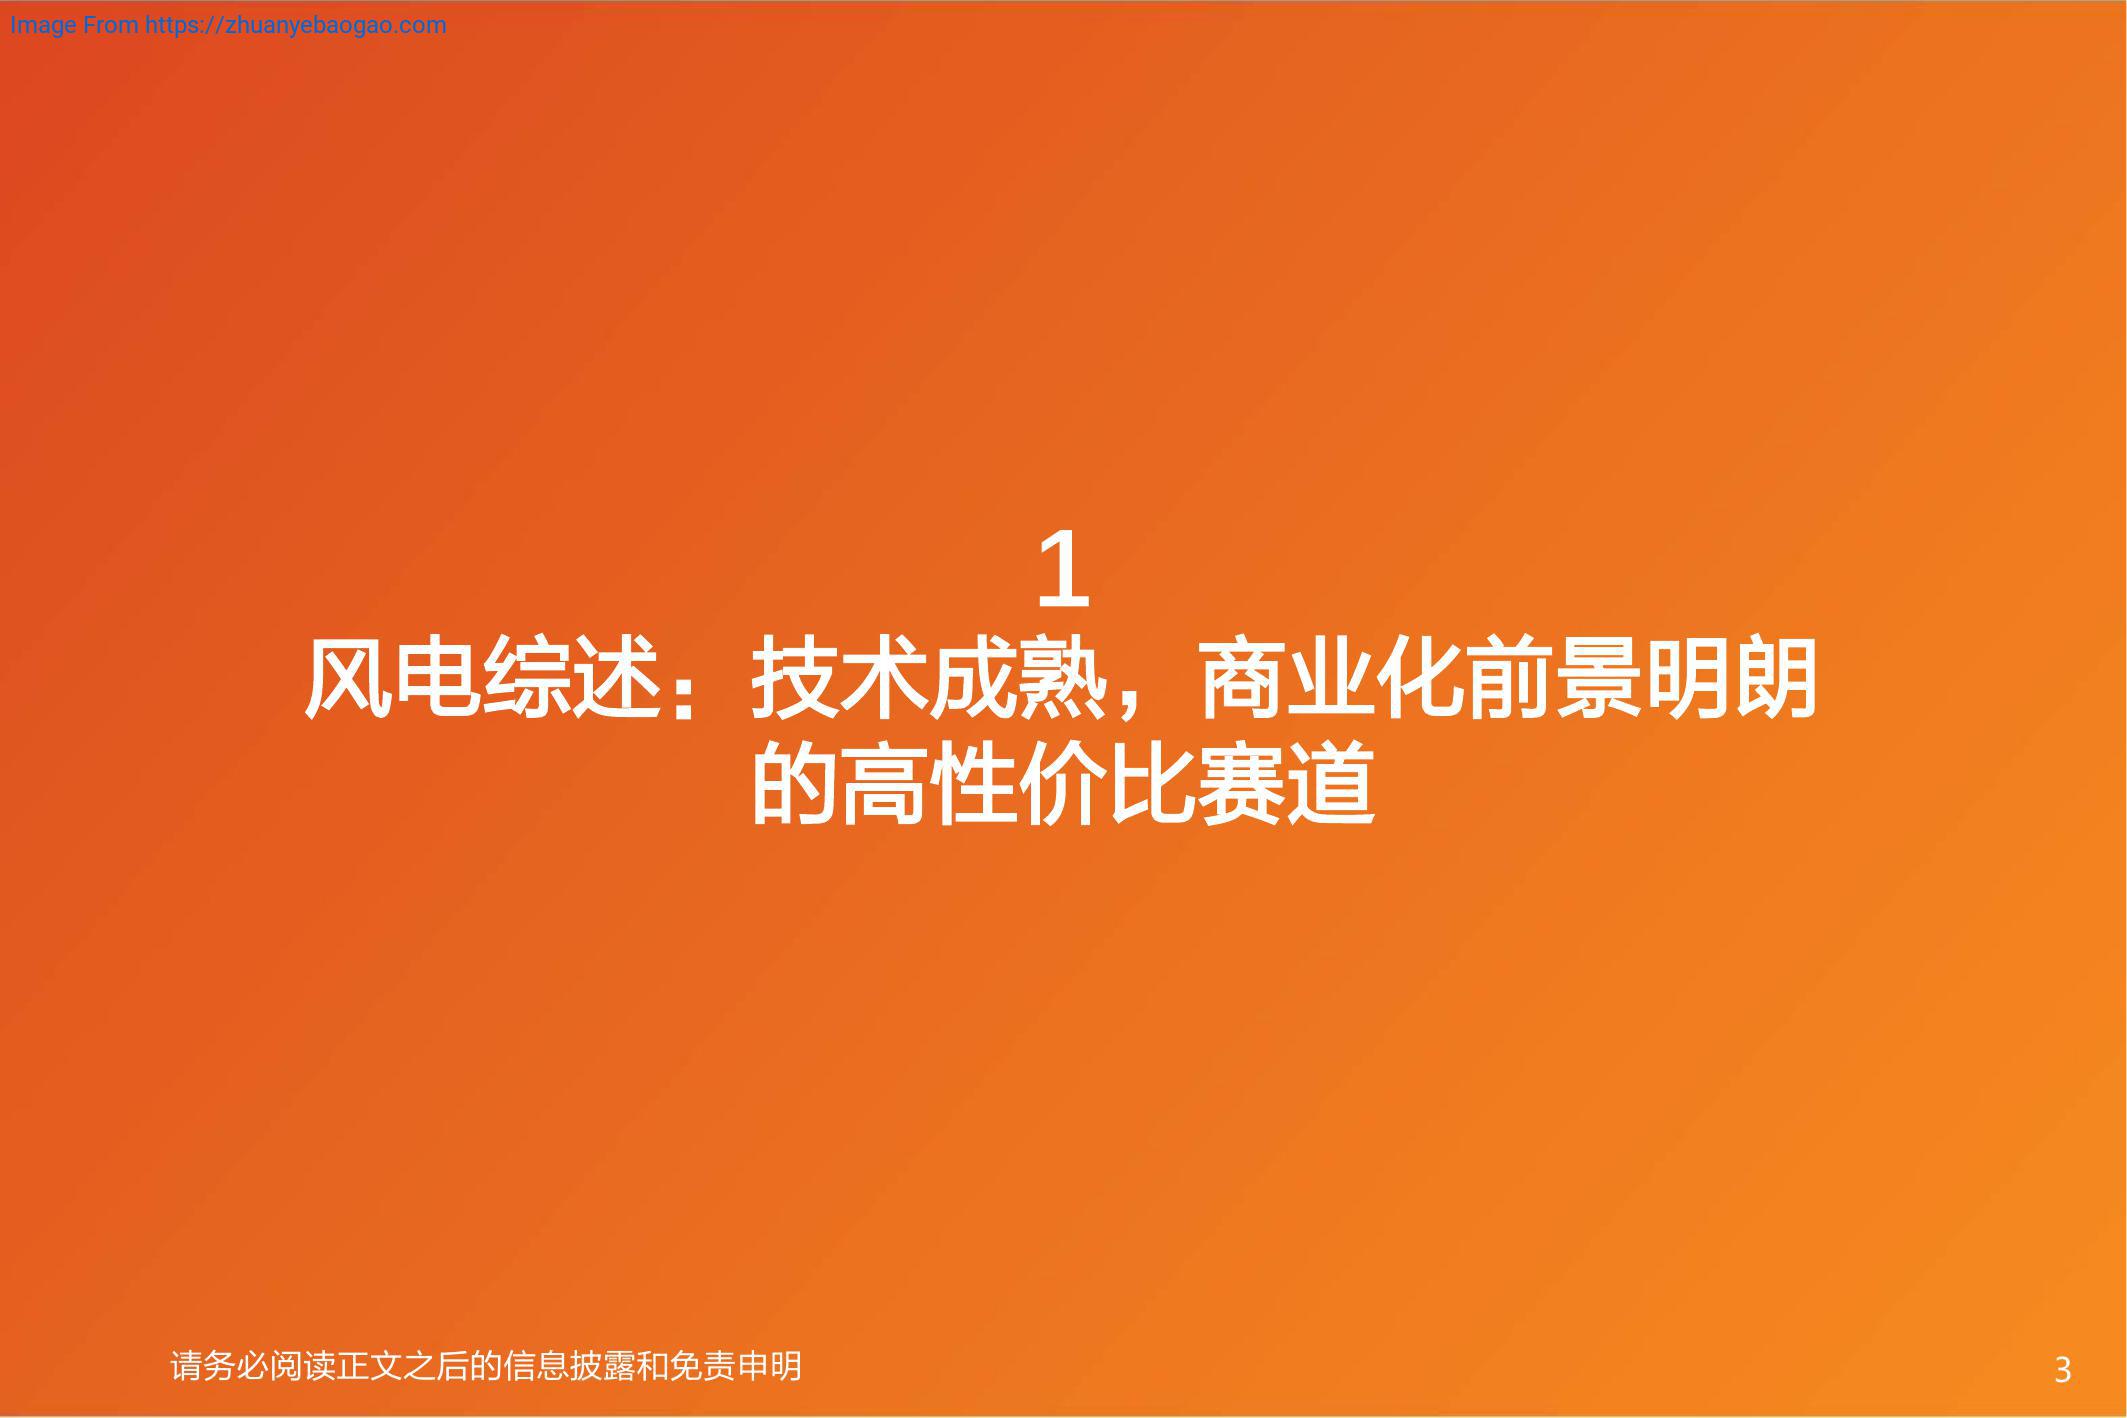 Image From https://zhuanyebaogao.com
1
风电综述：技术成熟，商业化前景明朗
的高性价比赛道
请务必阅读正文之后的信息披露和免责申明
3